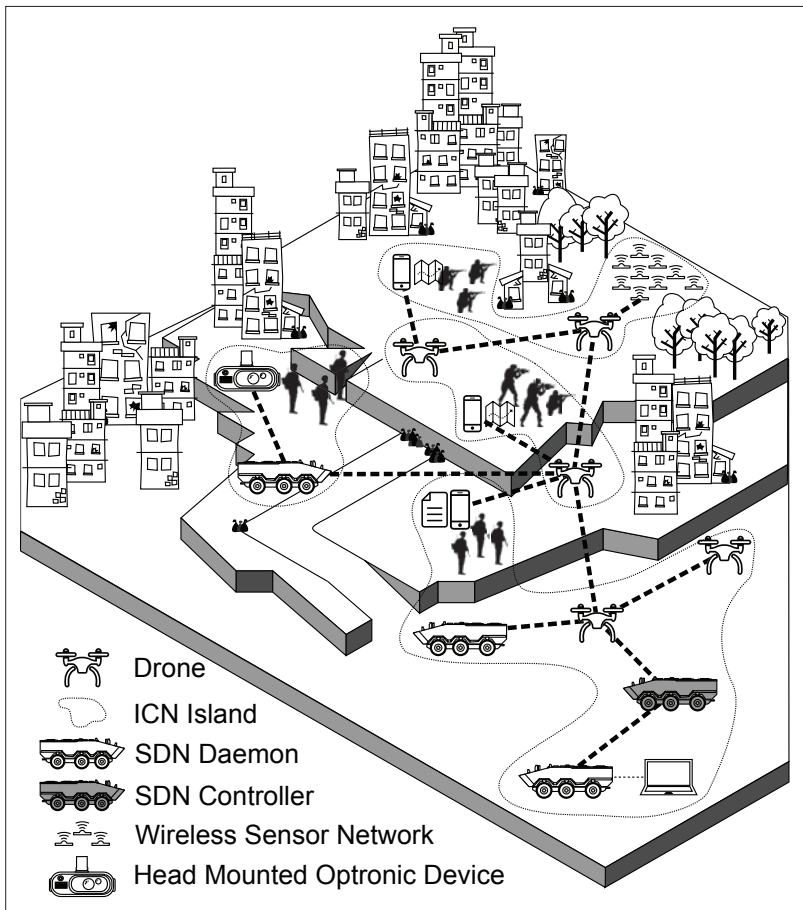 Drone
ICN Island
SDN Daemon
SDN Controller
Wireless Sensor Network
Head Mounted Optronic Device